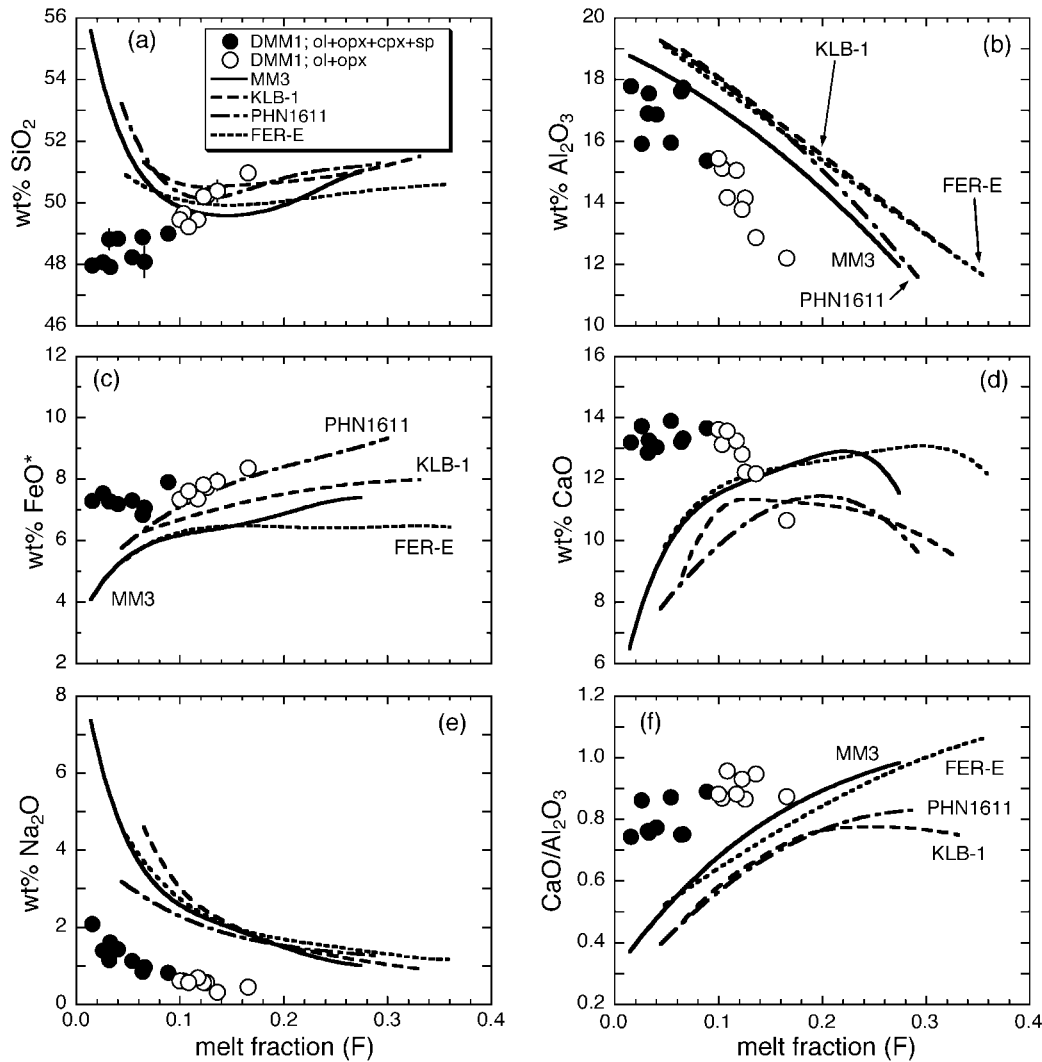 (a)
DMM1; ol+opx+cpx+sp
DMM1; ol+opx
MM3
KLB-1
PHN1611
FER-E
56
54
52
50
48
46
wt% SiO2
(b)
KLB-1
FER-E
MM3
PHN1611
20
18
16
14
12
10
wt% Al2O3
(c)
PHN1611
KLB-1
FER-E
MM3
12
10
8
6
4
2
wt% FeO*
(d)
16
14
12
10
8
6
wt% CaO
(e)
8
6
4
2
0
wt% Na2O
0.0
0.1
0.2
0.3
0.4
melt fraction (F)
(f)
MM3
FER-E
PHN1611
KLB-1
1.2
1.0
0.8
0.6
0.4
0.2
CaO/Al2O3
0.0
0.1
0.2
0.3
0.4
melt fraction (F)